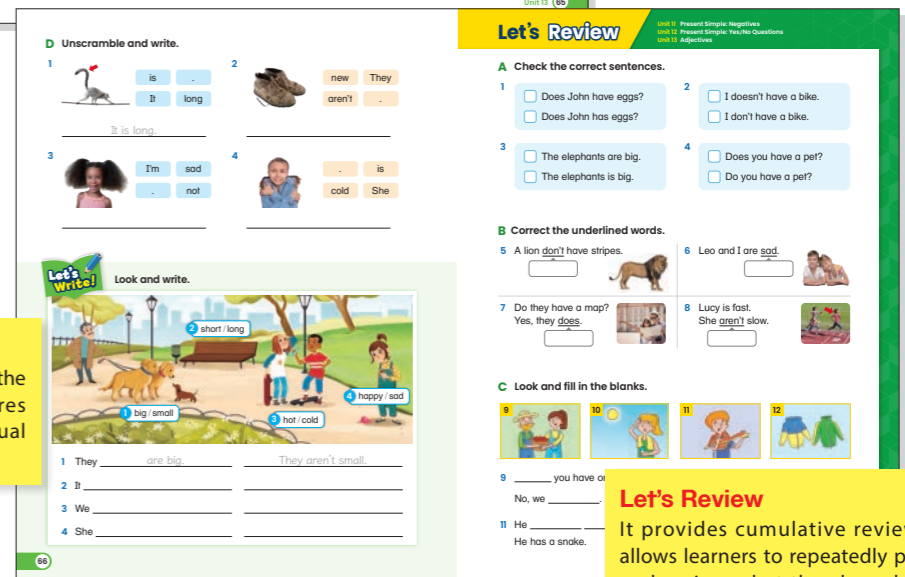 Unit 13 65
D Unscramble and write.
1
is .
It long
It is long.
2
new They
aren't .
3
I'm sad
. not
4
. is
cold She
Let's Write!
Look and write.
2 short / long
1 big / small
3 hot / cold
4 happy / sad
1 They are big. They aren't small.
2 It
3 We
4 She
66
the
res
ual
Let's Review
Unit 11 Present Simple: Negatives
Unit 12 Present Simple: Yes/No Questions
Unit 13 Adjectives
A Check the correct sentences.
1
Does John have eggs?
Does John has eggs?
2
I doesn't have a bike.
I don't have a bike.
3
The elephants are big.
The elephants is big.
4
Does you have a pet?
Do you have a pet?
B Correct the underlined words.
5 A lion don't have stripes.
6 Leo and I are sad.
7 Do they have a map?
Yes, they does.
8 Lucy is fast.
She aren't slow.
C Look and fill in the blanks.
9
10
11
12
9 you have
No, we .
11 He
He has a snake.
Let's Review
It provides cumulative review
allows learners to repeatedly